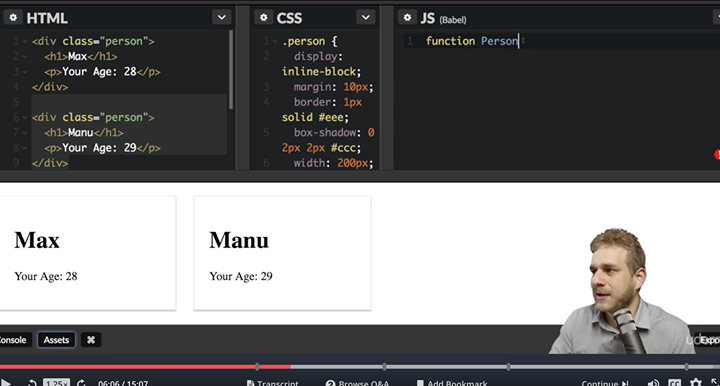 HTML
CSS
JS (Babel)
1 <div class="person">
2 <h1>Max</h1>
3 <p>Your Age: 28</p>
4 </div>
5
6 <div class="person">
7 <h1>Manu</h1>
8 <p>Your Age: 29</p>
9 </div>
1 .person {
2 display:
inline-block;
3 margin: 10px;
4 border: 1px
solid #eee;
5 box-shadow: 0
2px 2px #ccc;
6 width: 200px;
1 function Person
Max
Your Age: 28
Manu
Your Age: 29
Console
Assets
⌘
06:06 / 15:07
1.25x
Transcript
Browse Q&A
Add Bookmark
Continue
CC